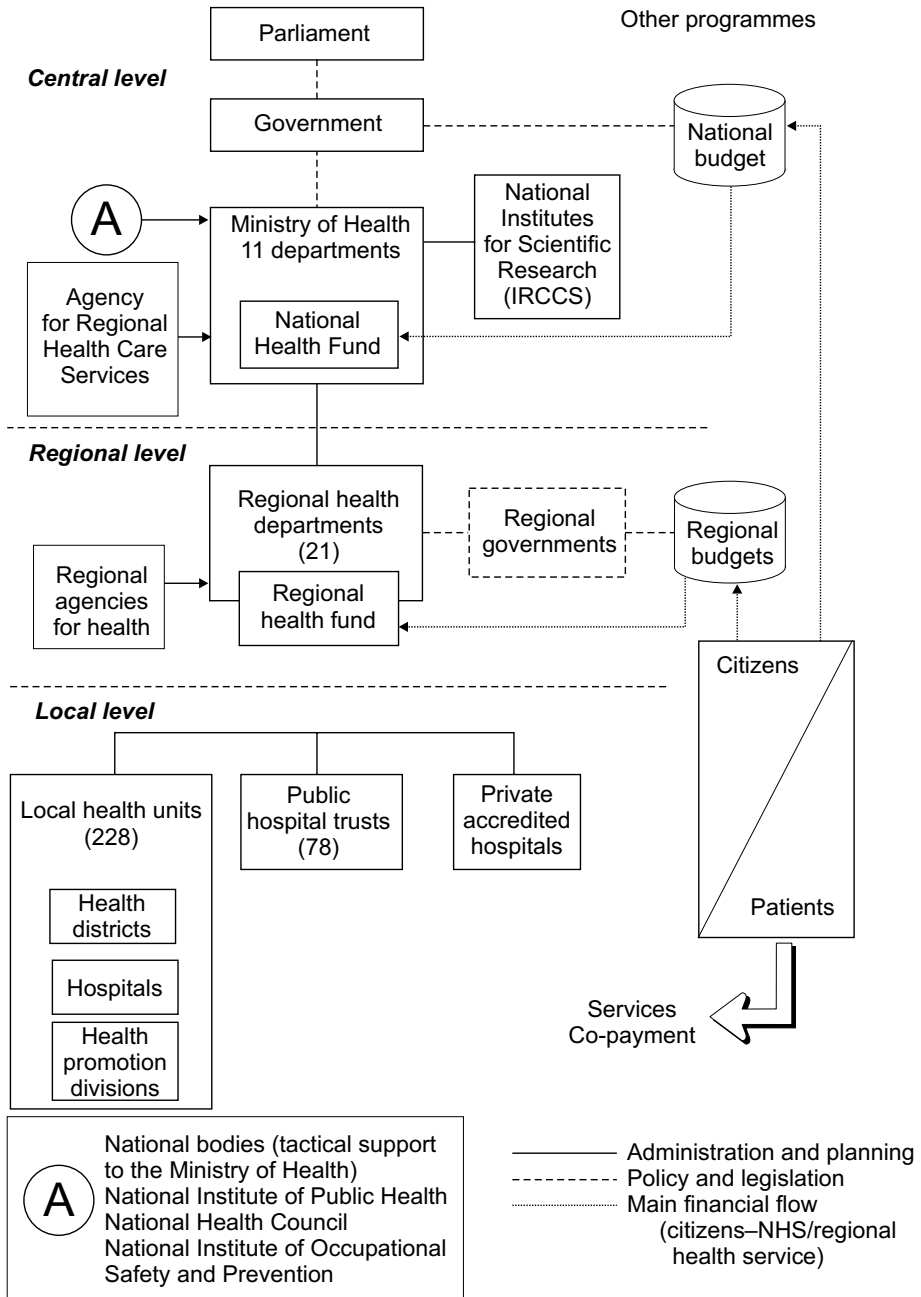 Other programmes
Parliament
Central level
Government
National
budget
A
Ministry of Health
11 departments
National
Institutes
for Scientific
Research
(IRCCS)
Agency
for Regional
Health Care
Services
National
Health Fund
Regional level
Regional health
departments
(21)
Regional
governments
Regional
budgets
Regional
agencies
for health
Regional
health fund
Citizens
Patients
Local level
Local health units
(228)
Public
hospital trusts
(78)
Private
accredited
hospitals
Health
districts
Hospitals
Health
promotion
divisions
Services
Co-payment
A
National bodies (tactical support
to the Ministry of Health)
National Institute of Public Health
National Health Council
National Institute of Occupational
Safety and Prevention
Administration and planning
Policy and legislation
Main financial flow
(citizens–NHS/regional
health service)